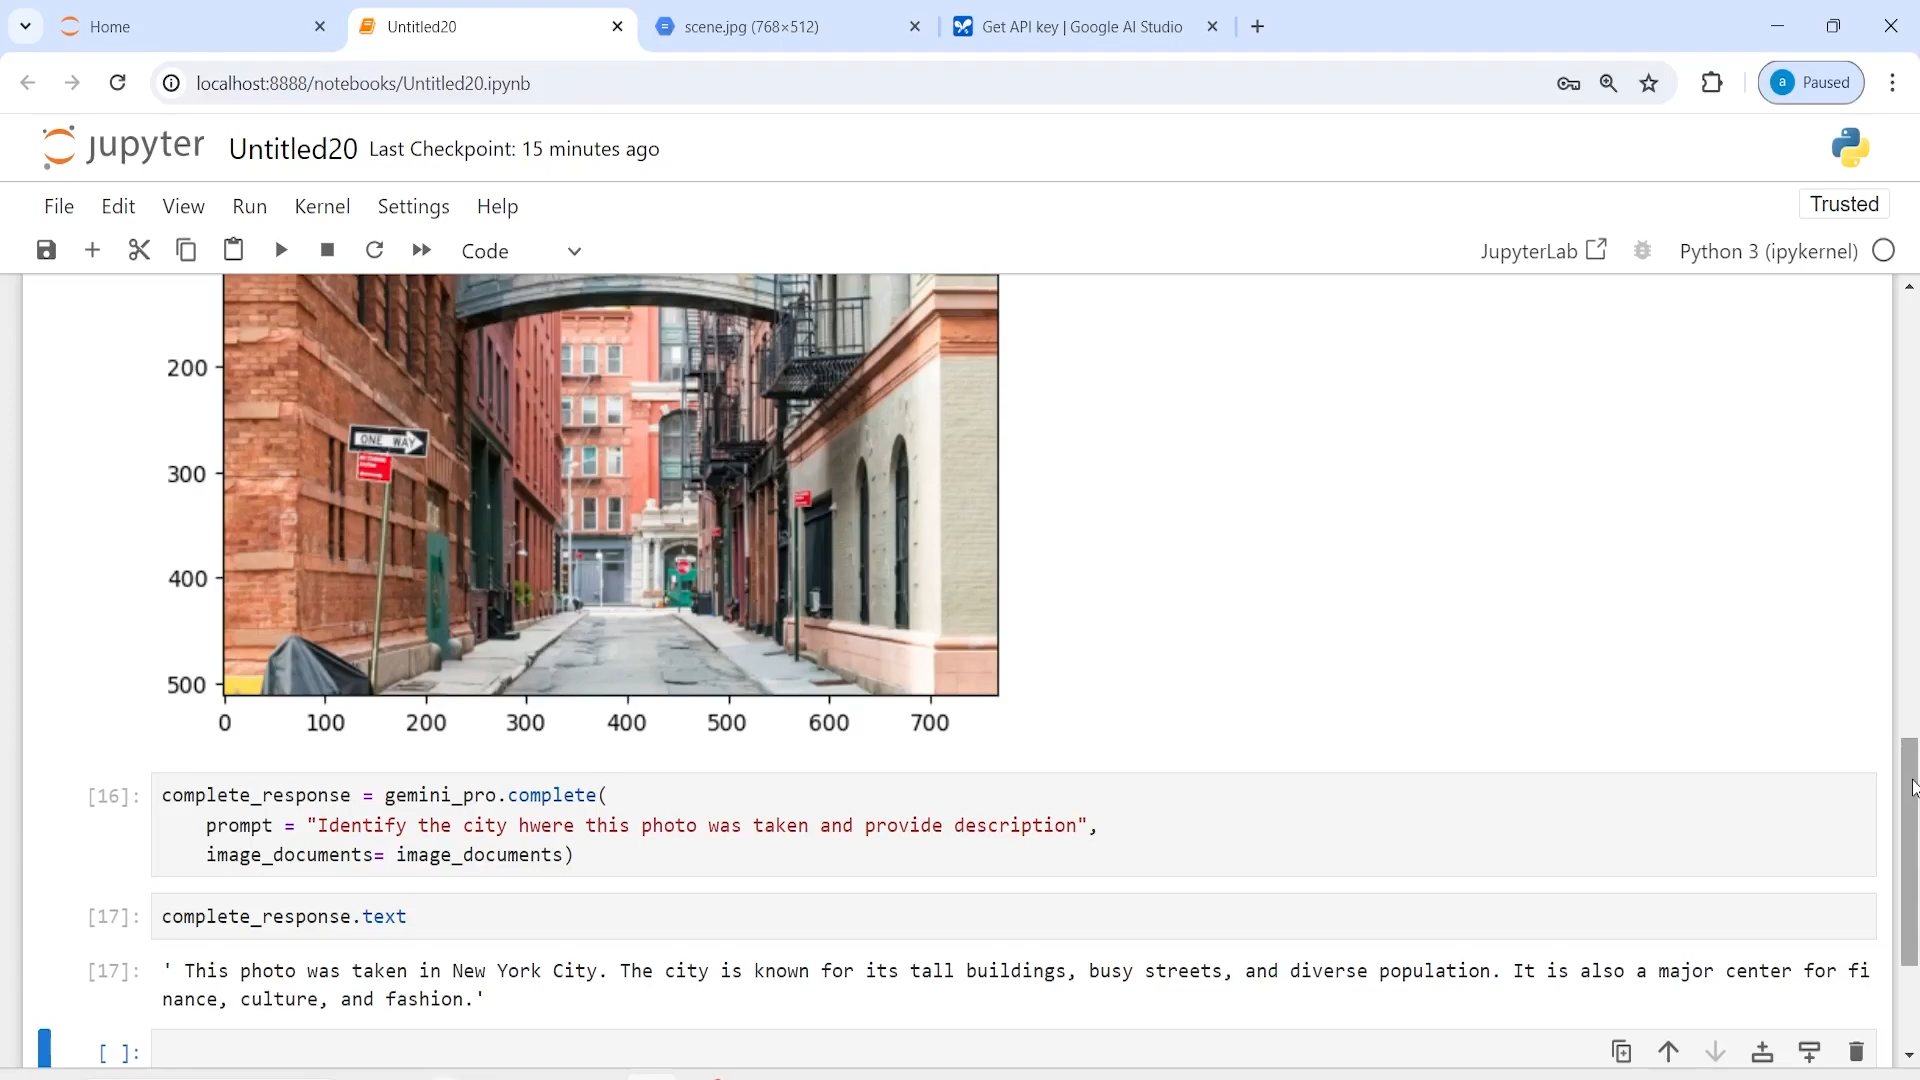 Home
Untitled20
scene.jpg (768×512)
Get API key | Google AI Studio
localhost:8888/notebooks/Untitled20.ipynb
a Paused
jupyter Untitled20 Last Checkpoint: 15 minutes ago
File Edit View Run Kernel Settings Help
Trusted
Code
JupyterLab
Python 3 (ipykernel)
200
300
400
500
ONE WAY
0 100 200 300 400 500 600 700
[16]: complete_response = gemini_pro.complete(
prompt = "Identify the city hwere this photo was taken and provide description",
image_documents= image_documents)
[17]: complete_response.text
[17]: ' This photo was taken in New York City. The city is known for its tall buildings, busy streets, and diverse population. It is also a major center for fi
nance, culture, and fashion.'
[ ]: